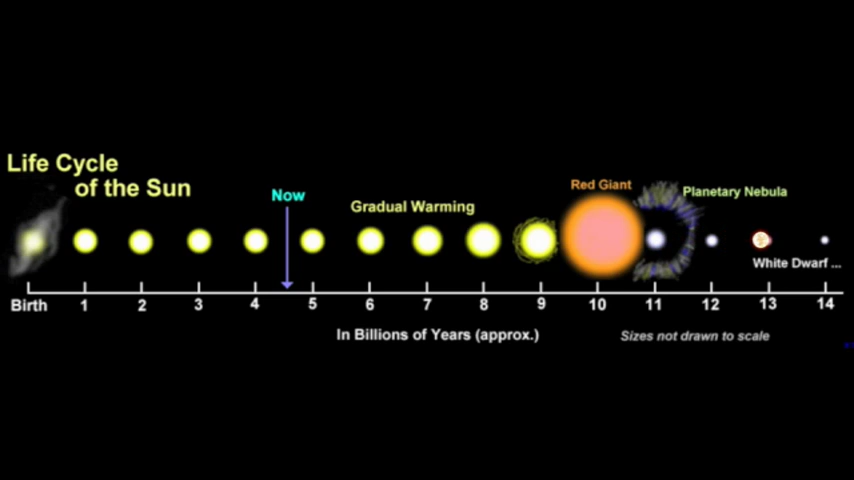 Life Cycle
of the Sun
Now
Gradual Warming
Red Giant
Planetary Nebula
White Dwarf ...
Birth 1 2 3 4 5 6 7 8 9 10 11 12 13 14
In Billions of Years (approx.)
Sizes not drawn to scale